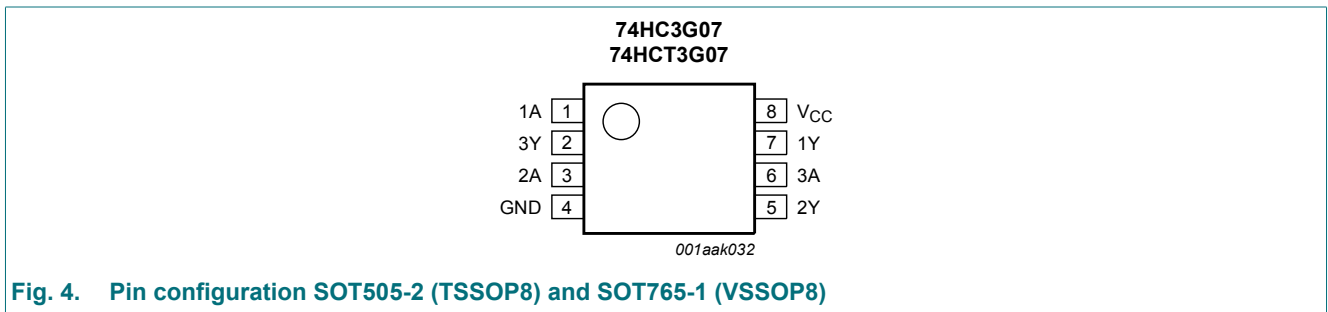 74HC3G07
74HCT3G07
1A 1 8 VCC
3Y 2 7 1Y
2A 3 6 3A
GND 4 5 2Y
001aak032
Fig. 4. Pin configuration SOT505-2 (TSSOP8) and SOT765-1 (VSSOP8)